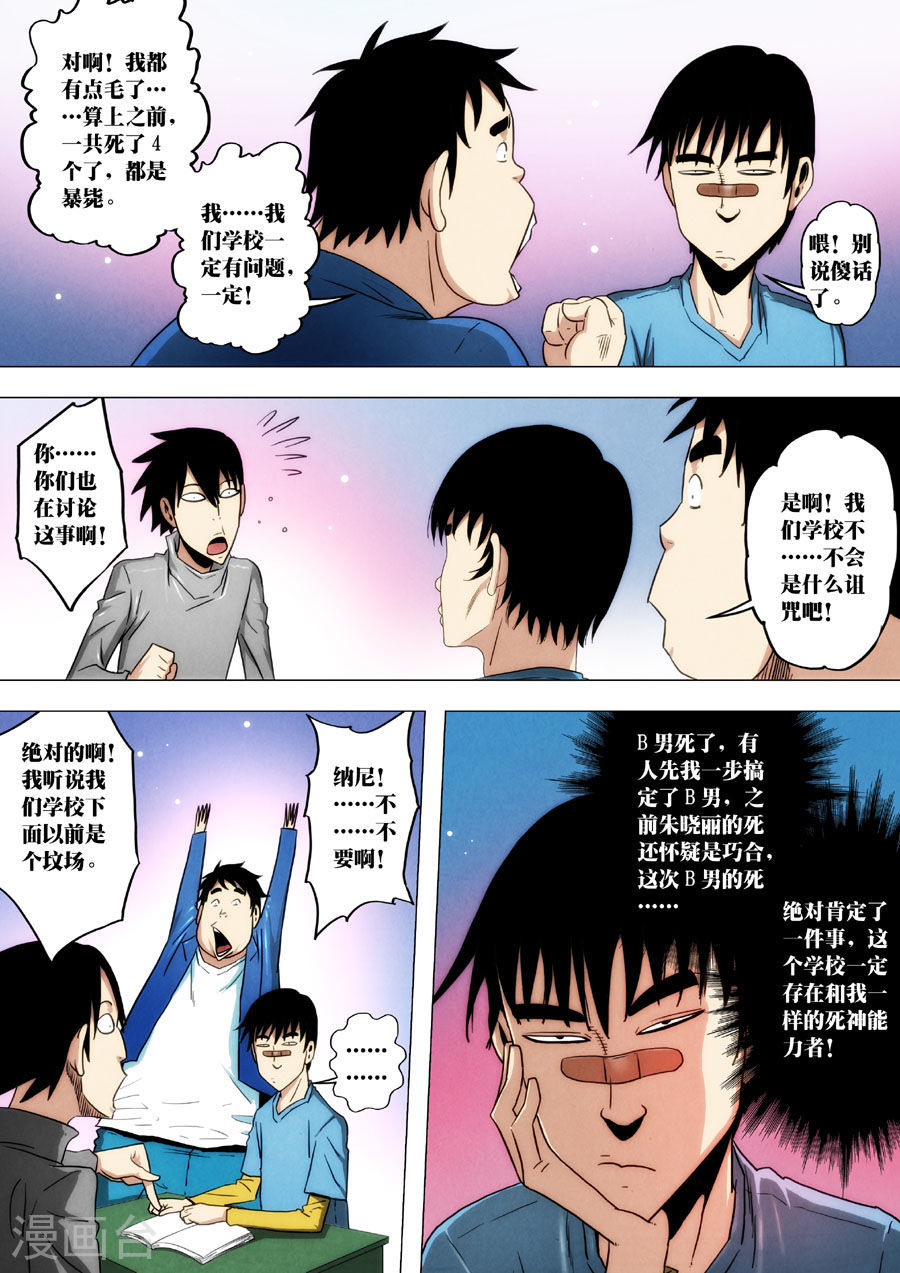 对啊！我都
有点毛了…
…算上之前，
一共死了4
个了，都是
暴毙。
我……我
们学校一
定有问题，
一定！
喂！别
说傻话
了。
你……
你们也
在讨论
这事啊！
是啊！我
们学校不
……不会
是什么诅
咒吧！
绝对的啊！
我听说我
们学校下
面以前是
个坟场。
纳尼！
……不
……不
要啊！
……
……
B男死了，有
人先我一步搞
定了B男，之
前朱晓丽的死
还怀疑是巧合，
这次B男的死
……
绝对肯定了
一件事，这
个学校一定
存在和我一
样的死神能
力者！
漫画台